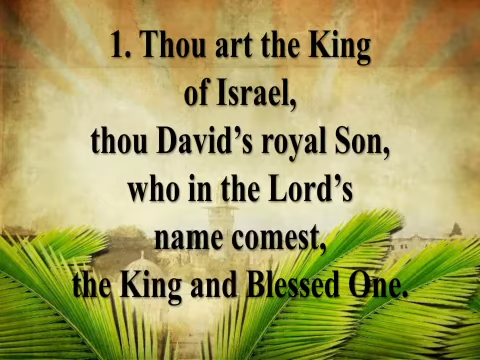 1. Thou art the King
of Israel,
thou David’s royal Son,
who in the Lord’s
name comest,
the King and Blessed One.